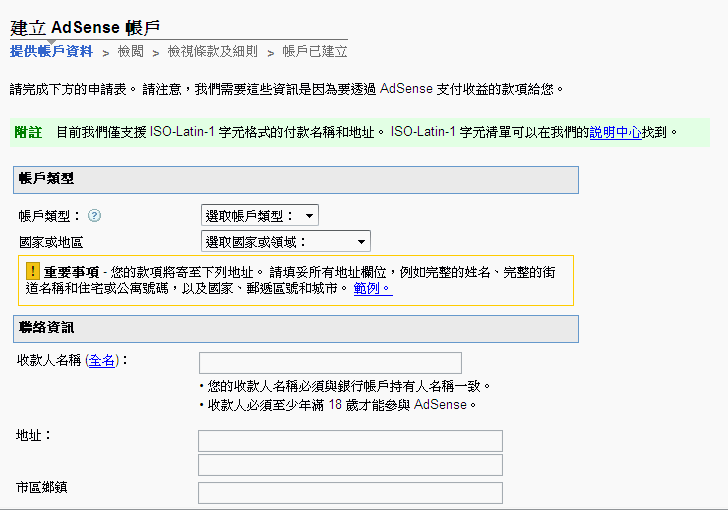 建立 AdSense 帳戶
提供帳戶資料 > 檢閱 > 檢視條款及細則 > 帳戶已建立
請完成下方的申請表。 請注意，我們需要這些資訊是因為要透過 AdSense 支付收益的款項給您。
附註 目前我們僅支援 ISO-Latin-1 字元格式的付款名稱和地址。 ISO-Latin-1 字元清單可以在我們的說明中心找到。
帳戶類型
帳戶類型： ? 選取帳戶類型：
國家或地區 選取國家或領域：
! 重要事項 - 您的款項將寄至下列地址。 請填妥所有地址欄位，例如完整的姓名、完整的街
道名稱和住宅或公寓號碼，以及國家、郵遞區號和城市。 範例。
聯絡資訊
收款人名稱 (全名)：
• 您的收款人名稱必須與銀行帳戶持有人名稱一致。
• 收款人必須至少年滿 18 歲才能參與 AdSense。
地址：
市區鄉鎮